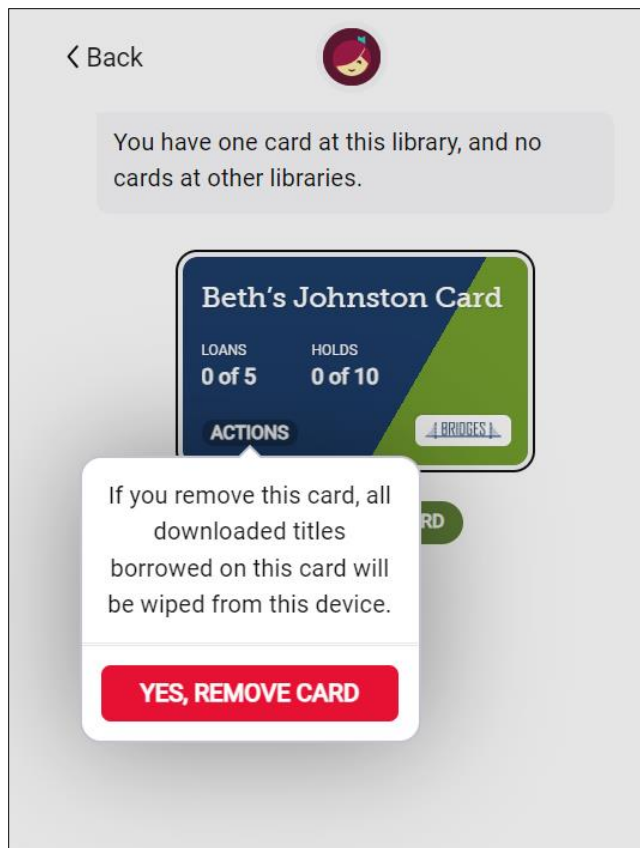 Back
You have one card at this library, and no
cards at other libraries.
Beth's Johnston Card
LOANS HOLDS
0 of 5 0 of 10
ACTIONS
BRIDGES
If you remove this card, all
downloaded titles
borrowed on this card will
be wiped from this device.
RD
YES, REMOVE CARD